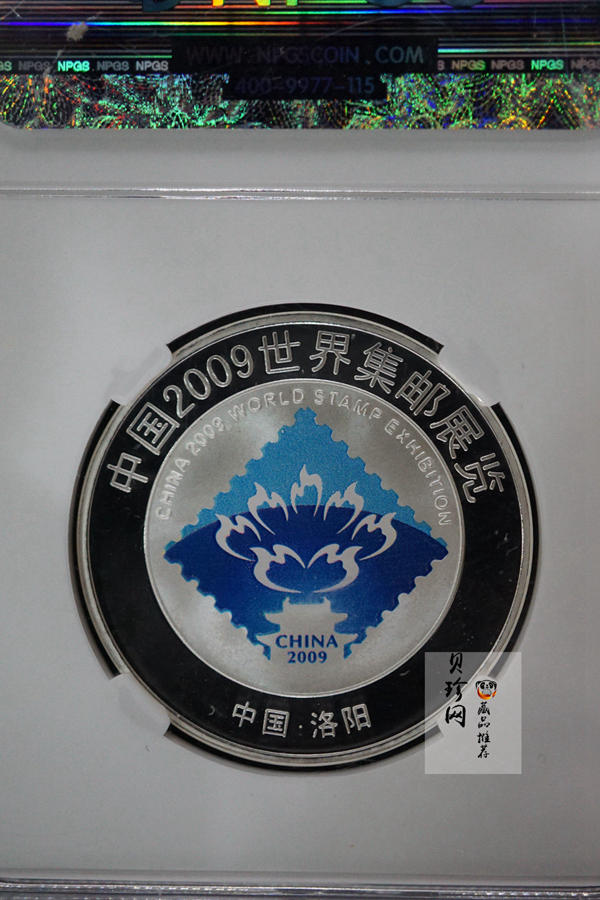 WWW.NPGSCOIN.COM
GS NPGS NPGS NPGS NPGS
NPGS NPGS NPGS
400-9977-115
中国2009世界集邮展览
CHINA 2009 WORLD STAMP EXHIBITION
CHINA
2009
中国·洛阳
贝珍网
藏品推荐